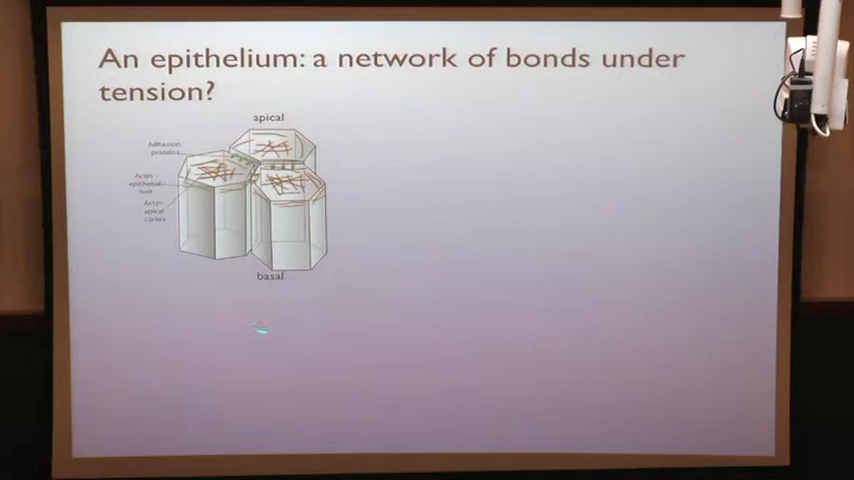 An epithelium: a network of bonds under
tension?
apical
Adhesion
proteins
Actin
epithelial
belt
Actin
apical
cortex
basal